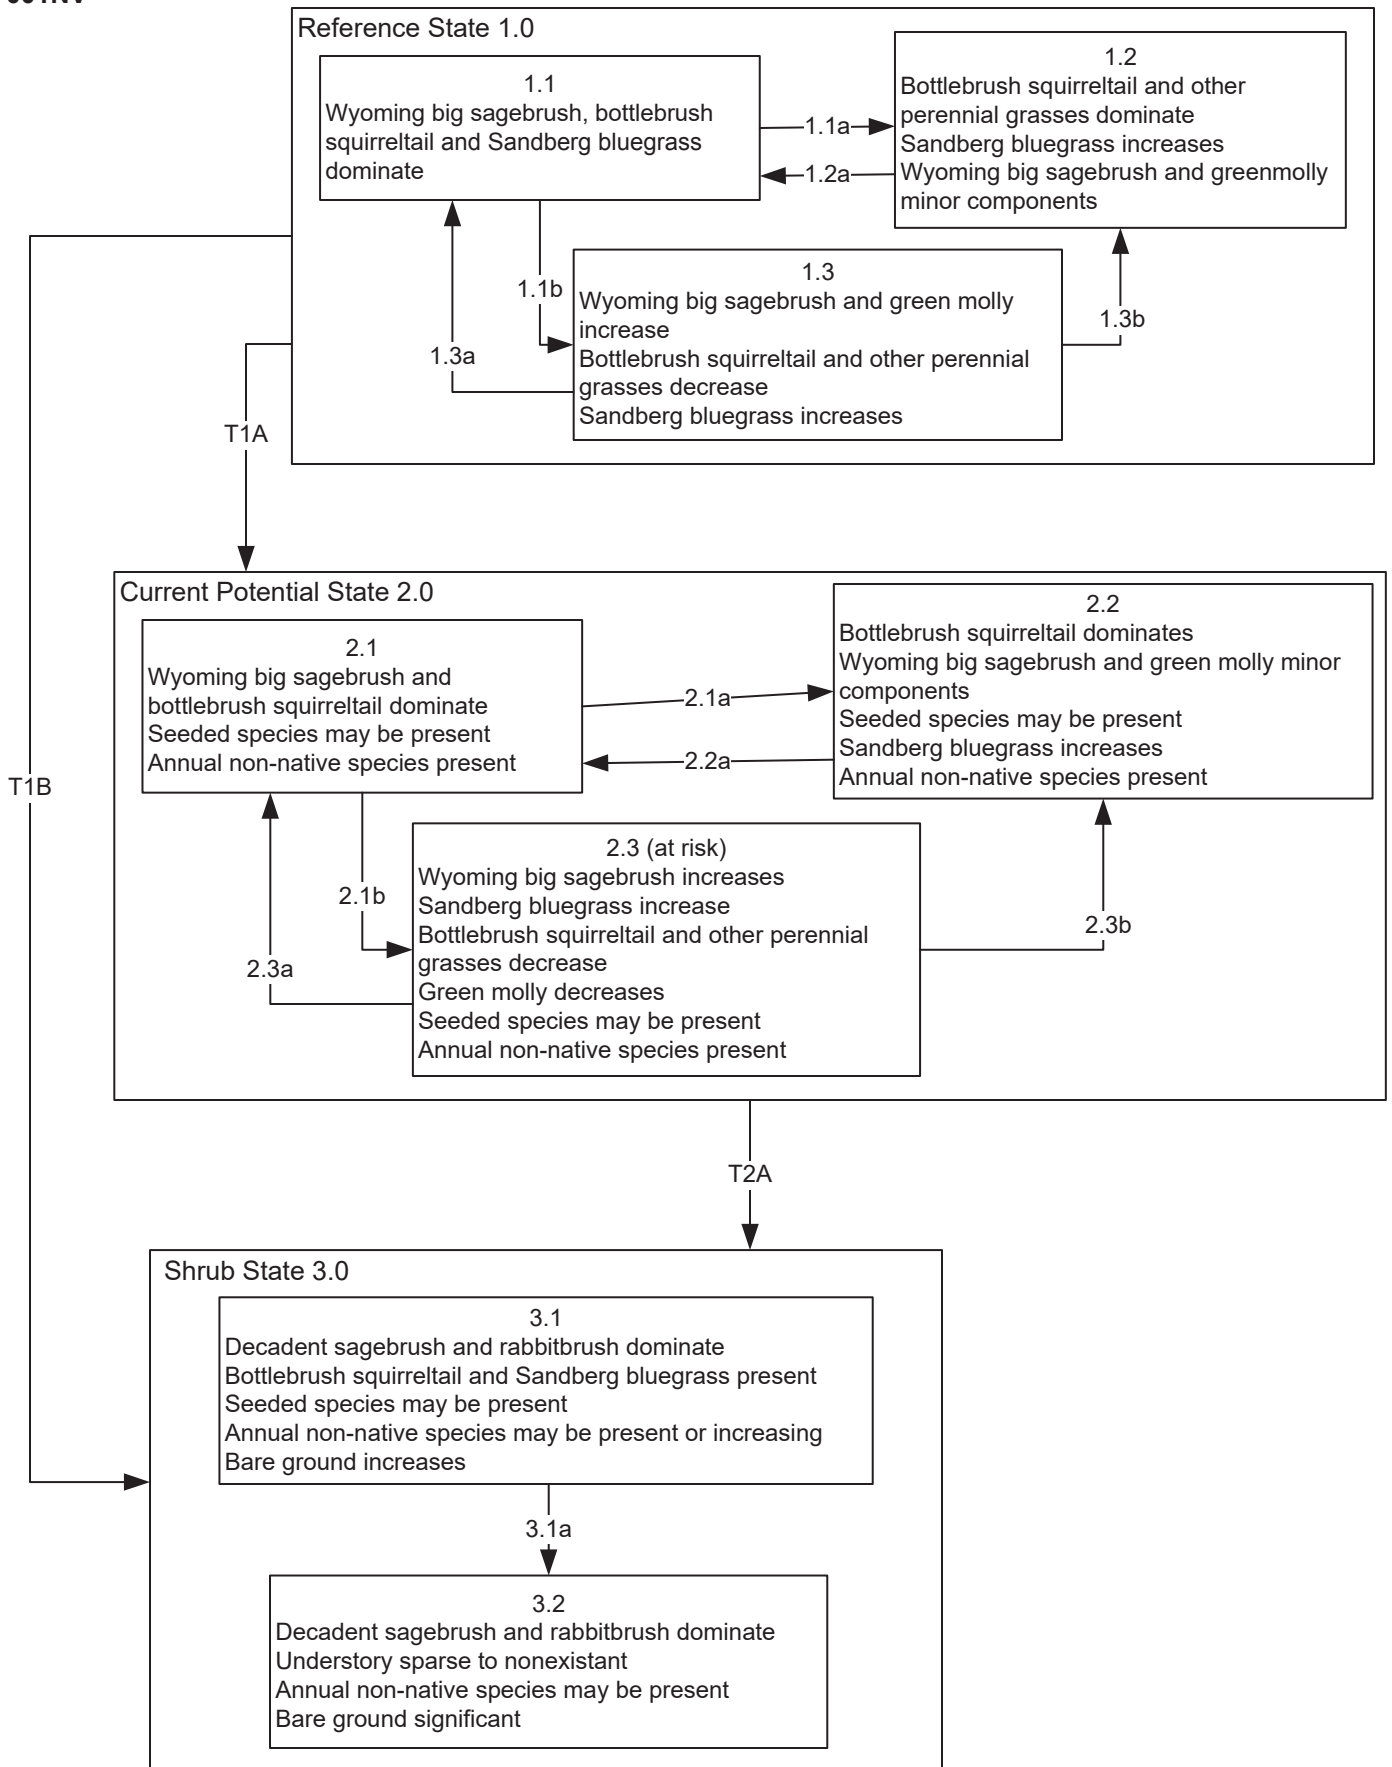 Reference State 1.0
1.1
Wyoming big sagebrush, bottlebrush
squirreltail and Sandberg bluegrass
dominate
1.1a
1.2a
1.2
Bottlebrush squirreltail and other
perennial grasses dominate
Sandberg bluegrass increases
Wyoming big sagebrush and greenmolly
minor components
1.1b
1.3a
1.3
Wyoming big sagebrush and green molly
increase
Bottlebrush squirreltail and other perennial
grasses decrease
Sandberg bluegrass increases
1.3b
T1A
T1B
Current Potential State 2.0
2.1
Wyoming big sagebrush and
bottlebrush squirreltail dominate
Seeded species may be present
Annual non-native species present
2.1a
2.2a
2.2
Bottlebrush squirreltail dominates
Wyoming big sagebrush and green molly minor
components
Seeded species may be present
Sandberg bluegrass increases
Annual non-native species present
2.1b
2.3a
2.3 (at risk)
Wyoming big sagebrush increases
Sandberg bluegrass increase
Bottlebrush squirreltail and other perennial
grasses decrease
Green molly decreases
Seeded species may be present
Annual non-native species present
2.3b
T2A
Shrub State 3.0
3.1
Decadent sagebrush and rabbitbrush dominate
Bottlebrush squirreltail and Sandberg bluegrass present
Seeded species may be present
Annual non-native species may be present or increasing
Bare ground increases
3.1a
3.2
Decadent sagebrush and rabbitbrush dominate
Understory sparse to nonexistant
Annual non-native species may be present
Bare ground significant